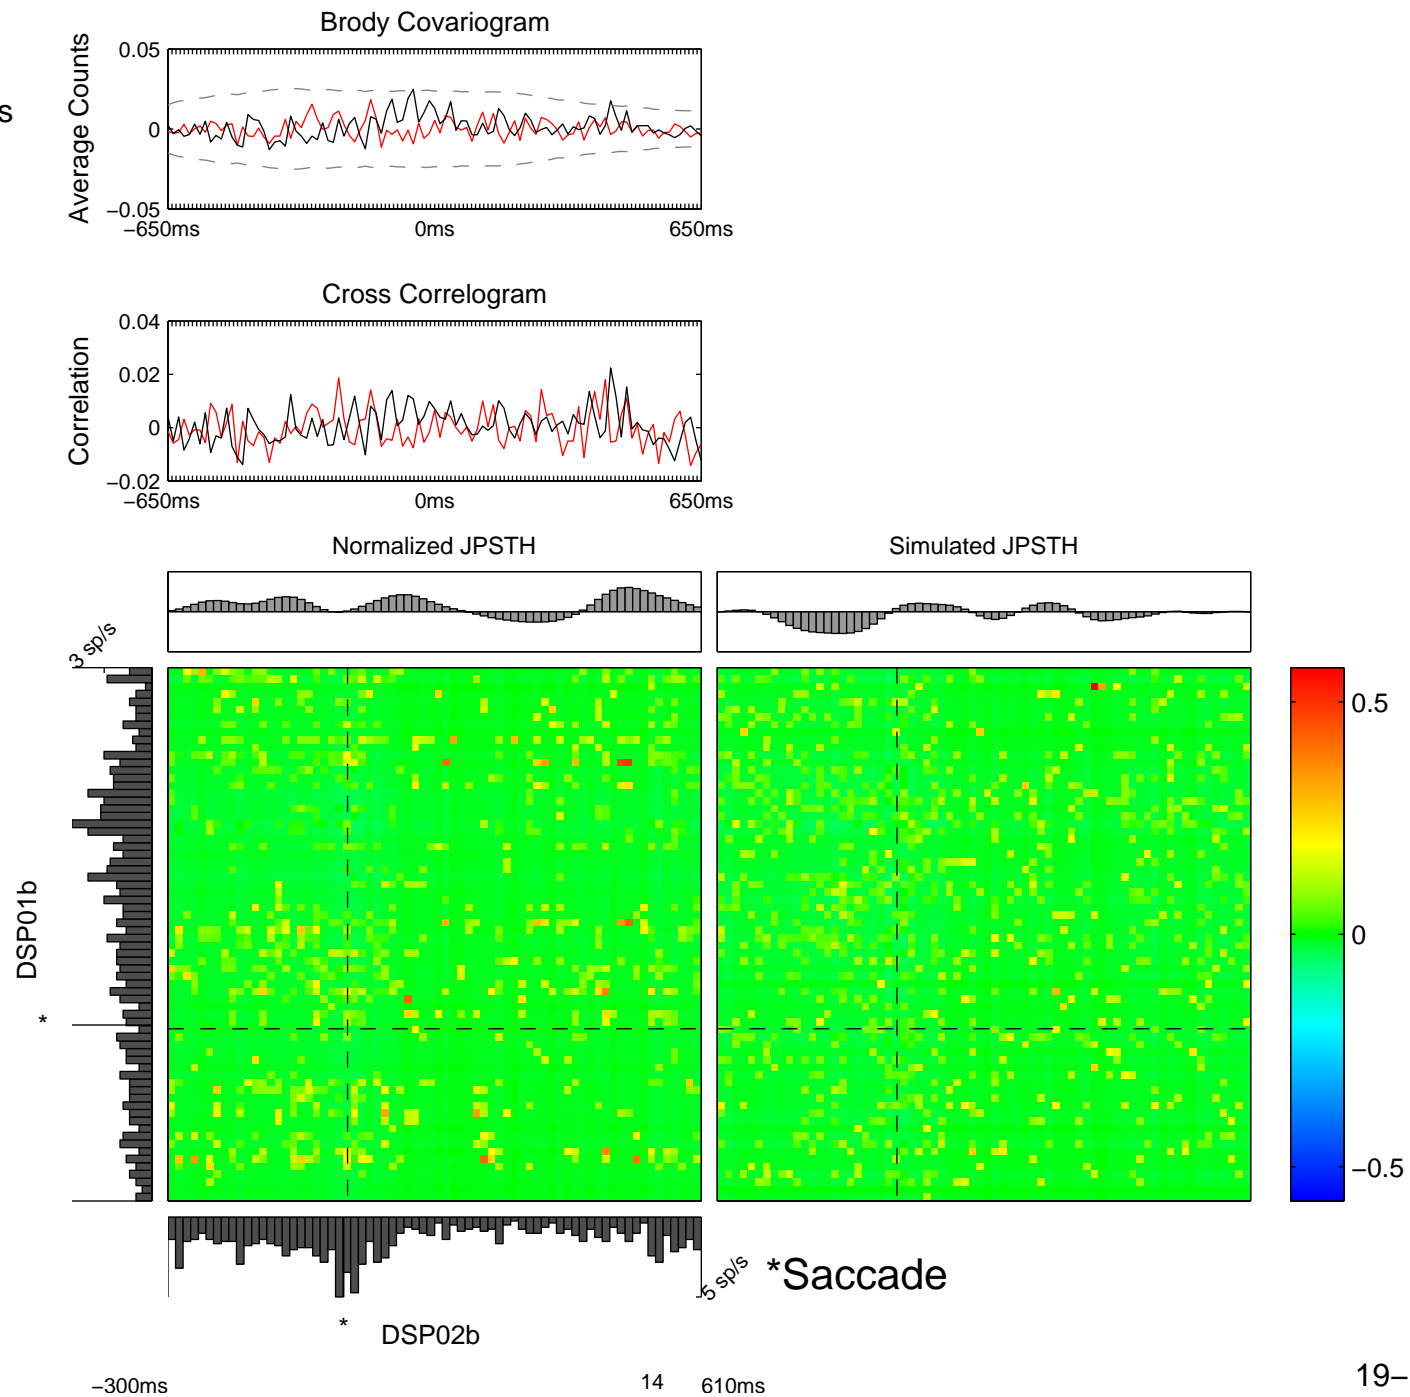 Brody Covariogram
s
Average Counts
0.05
0
−0.05
−650ms
0ms
650ms
Cross Correlogram
Correlation
0.04
0.02
0
−0.02
−650ms
0ms
650ms
Normalized JPSTH
Simulated JPSTH
3 sp/s
DSP01b
*
0.5
0
−0.5
5 sp/s
*Saccade
*
DSP02b
−300ms
14
610ms
19−